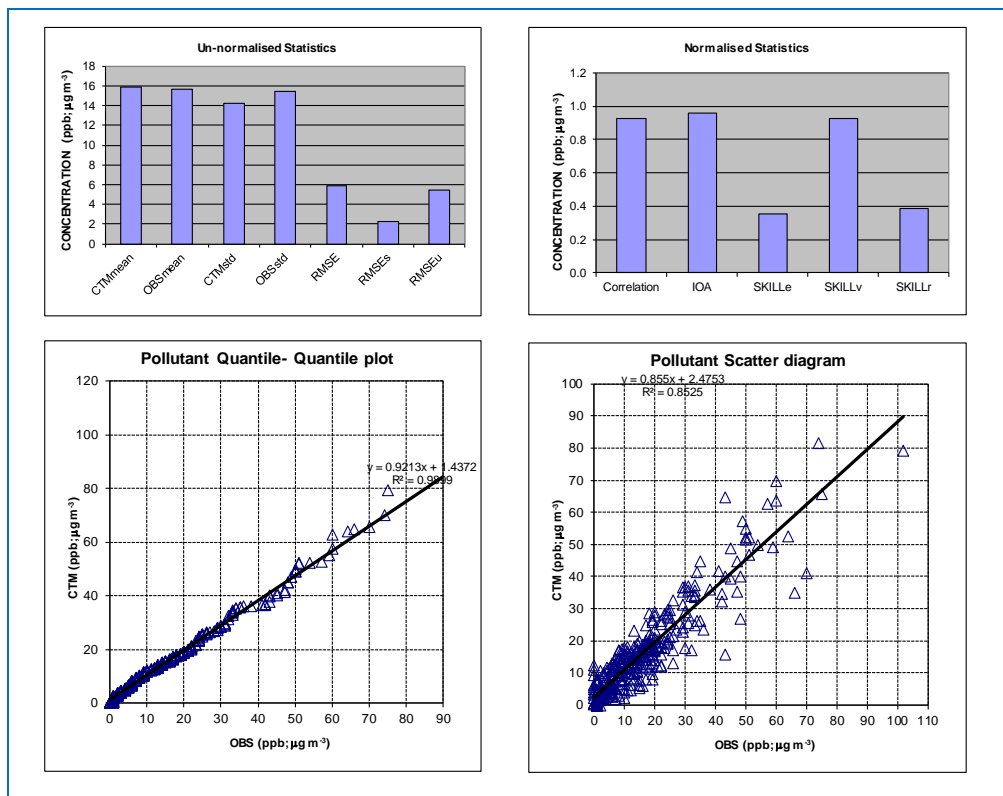 Un-normalised Statistics
CONCENTRATION (ppb; µg m-3)
18
16
14
12
10
8
6
4
2
0
CTMmean
OBSmean
CTMstd
OBSstd
RMSE
RMSEs
RMSEu
Normalised Statistics
CONCENTRATION (ppb; µg m-3)
1.2
1.0
0.8
0.6
0.4
0.2
0.0
Correlation IOA SKILLe SKILLv SKILLr
Pollutant Quantile- Quantile plot
CTM (ppb; µg m-3)
120
100
80
60
40
20
0
y = 0.9213x + 1.4372
R² = 0.9899
0 10 20 30 40 50 60 70 80 90
OBS (ppb; µg m-3)
Pollutant Scatter diagram
y = 0.855x + 2.4753
R² = 0.8525
CTM (ppb; µg m-3)
100
90
80
70
60
50
40
30
20
10
0
0 10 20 30 40 50 60 70 80 90 100 110
OBS (ppb; µg m-3)